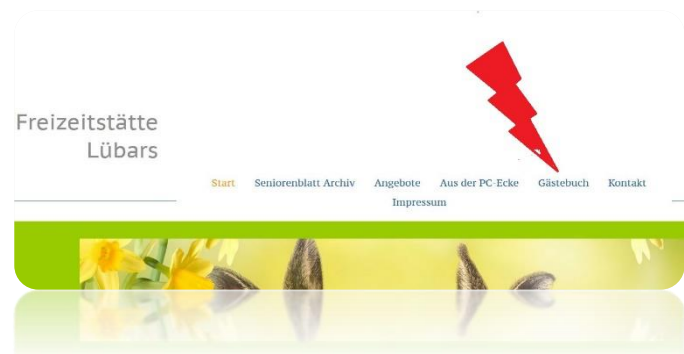 Freizeitstätte
Lübars
Start Seniorenblatt Archiv Angebote Aus der PC-Ecke Gästebuch Kontakt
Impressum